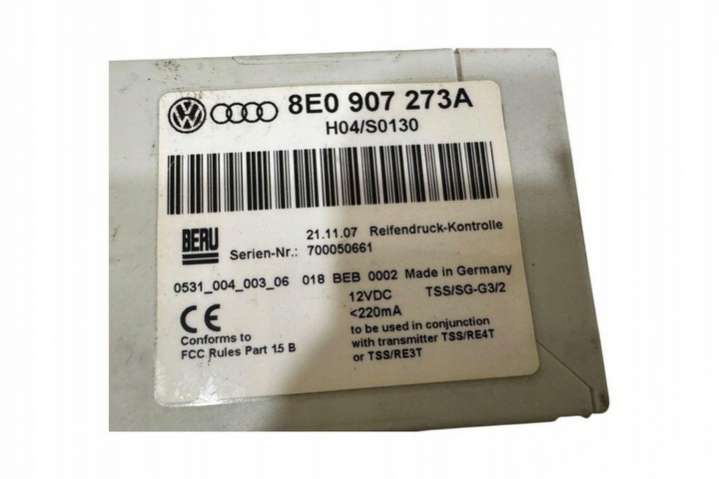 8E0 907 273A
H04/S0130
BERU
21.11.07 Reifendruck-Kontrolle
Serien-Nr.: 700050661
0531_004_003_06 018 BEB 0002 Made in Germany
12VDC TSS/SG-G3/2
<220mA
CE
Conforms to
FCC Rules Part 15 B
to be used in conjunction
with transmitter TSS/RE4T
or TSS/RE3T